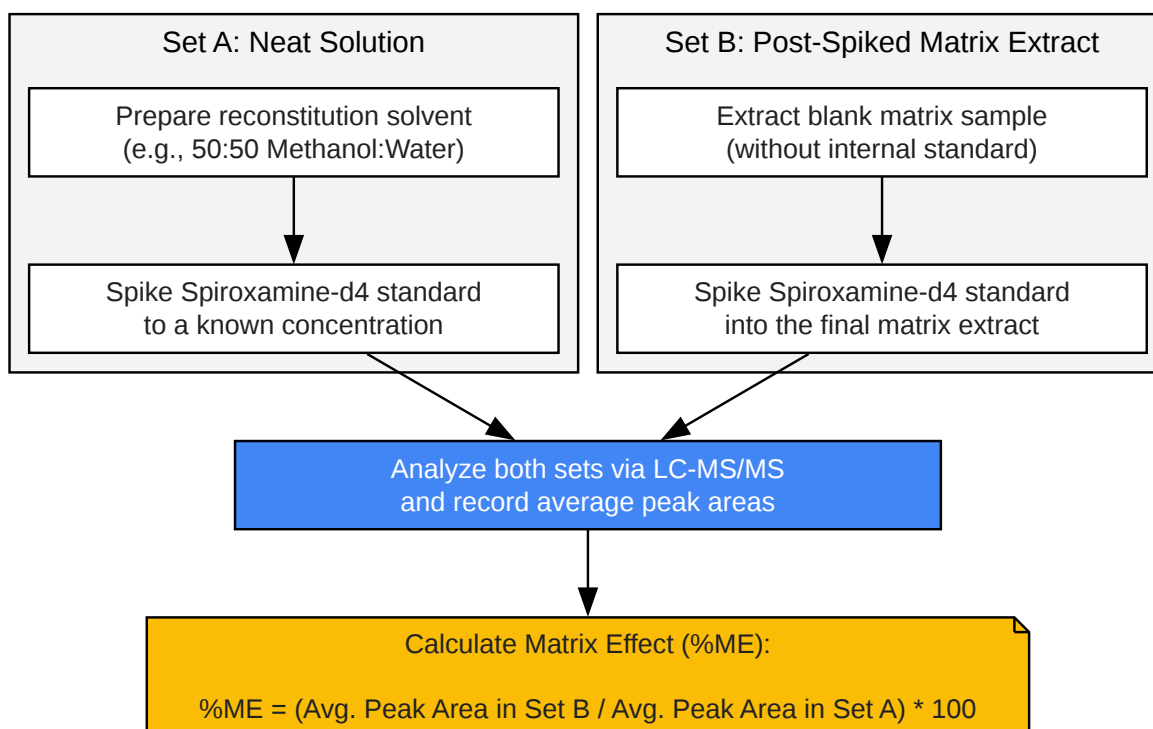 Set A: Neat Solution
Prepare reconstitution solvent
(e.g., 50:50 Methanol:Water)
Spike Spiroxamine-d4 standard
to a known concentration
Set B: Post-Spiked Matrix Extract
Extract blank matrix sample
(without internal standard)
Spike Spiroxamine-d4 standard
into the final matrix extract
Analyze both sets via LC-MS/MS
and record average peak areas
Calculate Matrix Effect (%ME):
%ME = (Avg. Peak Area in Set B / Avg. Peak Area in Set A) * 100